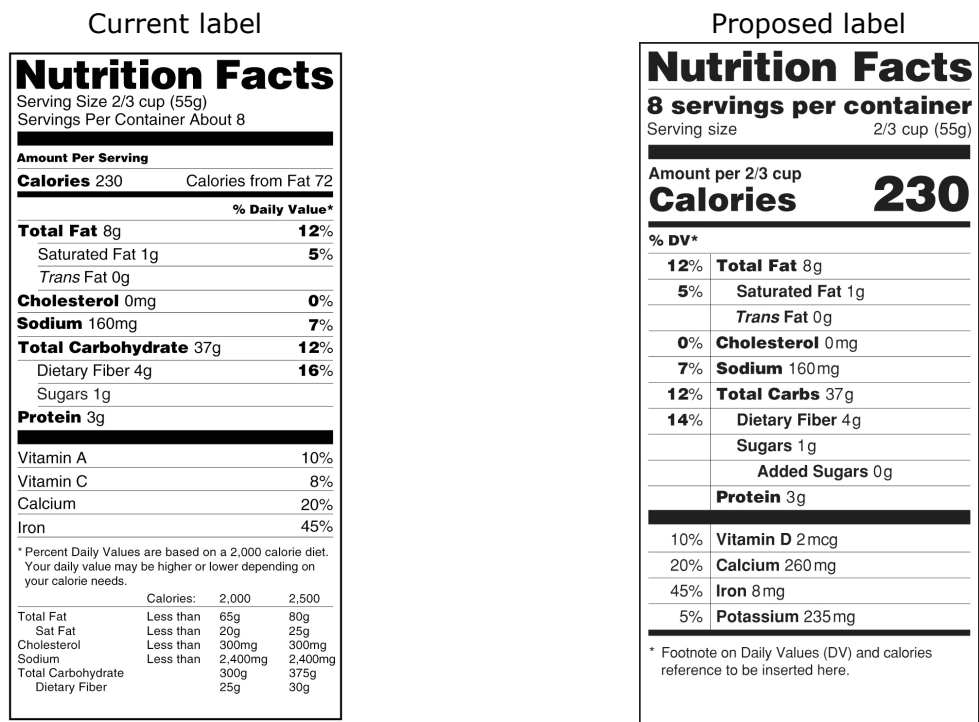 Current label
Nutrition Facts
Serving Size 2/3 cup (55g)
Servings Per Container About 8
Amount Per Serving
Calories 230 Calories from Fat 72
% Daily Value*
Total Fat 8g 12%
Saturated Fat 1g 5%
Trans Fat 0g
Cholesterol 0mg 0%
Sodium 160mg 7%
Total Carbohydrate 37g 12%
Dietary Fiber 4g 16%
Sugars 1g
Protein 3g
Vitamin A 10%
Vitamin C 8%
Calcium 20%
Iron 45%
* Percent Daily Values are based on a 2,000 calorie diet.
Your daily value may be higher or lower depending on
your calorie needs.
Calories: 2,000 2,500
Total Fat Less than 65g 80g
Sat Fat Less than 20g 25g
Cholesterol Less than 300mg 300mg
Sodium Less than 2,400mg 2,400mg
Total Carbohydrate 300g 375g
Dietary Fiber 25g 30g
Proposed label
Nutrition Facts
8 servings per container
Serving size 2/3 cup (55g)
Amount per 2/3 cup
Calories 230
% DV*
12% Total Fat 8g
5% Saturated Fat 1g
Trans Fat 0g
0% Cholesterol 0mg
7% Sodium 160mg
12% Total Carbs 37g
14% Dietary Fiber 4g
Sugars 1g
Added Sugars 0g
Protein 3g
10% Vitamin D 2mcg
20% Calcium 260mg
45% Iron 8mg
5% Potassium 235mg
* Footnote on Daily Values (DV) and calories
reference to be inserted here.